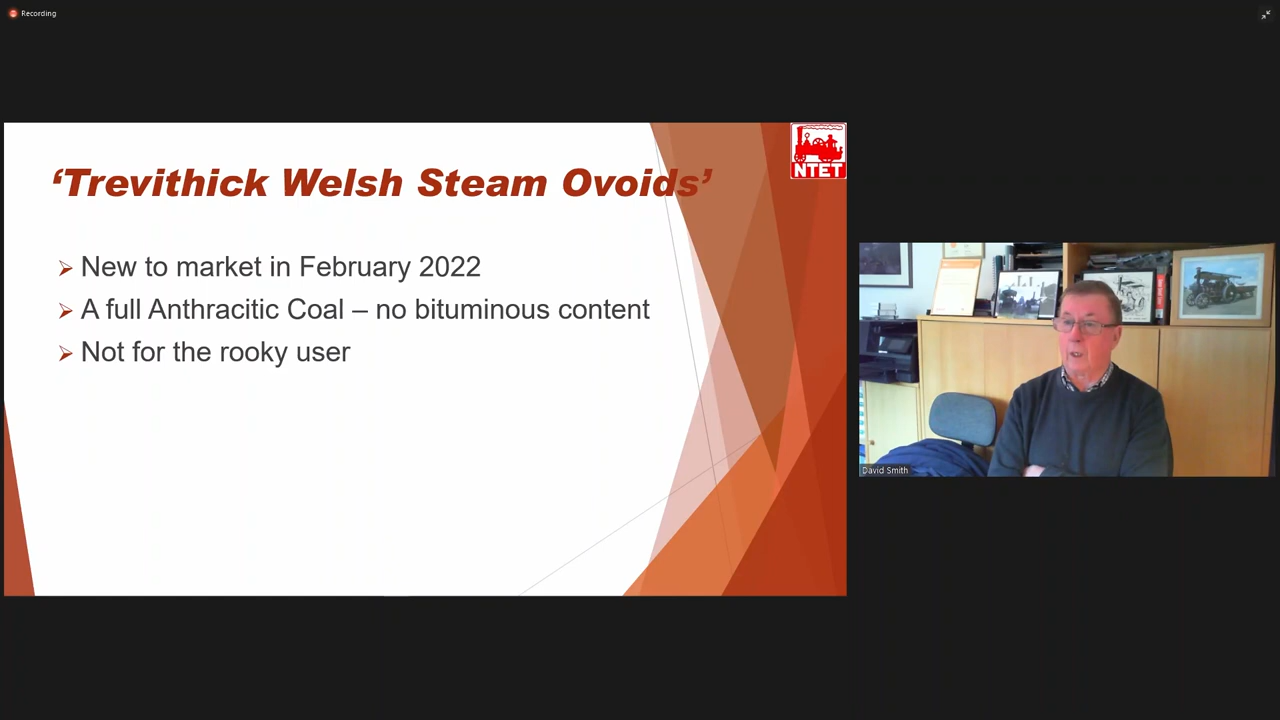 Recording
‘Trevithick Welsh Steam Ovoids’
NTET
New to market in February 2022
A full Anthracitic Coal – no bituminous content
Not for the rooky user
David Smith